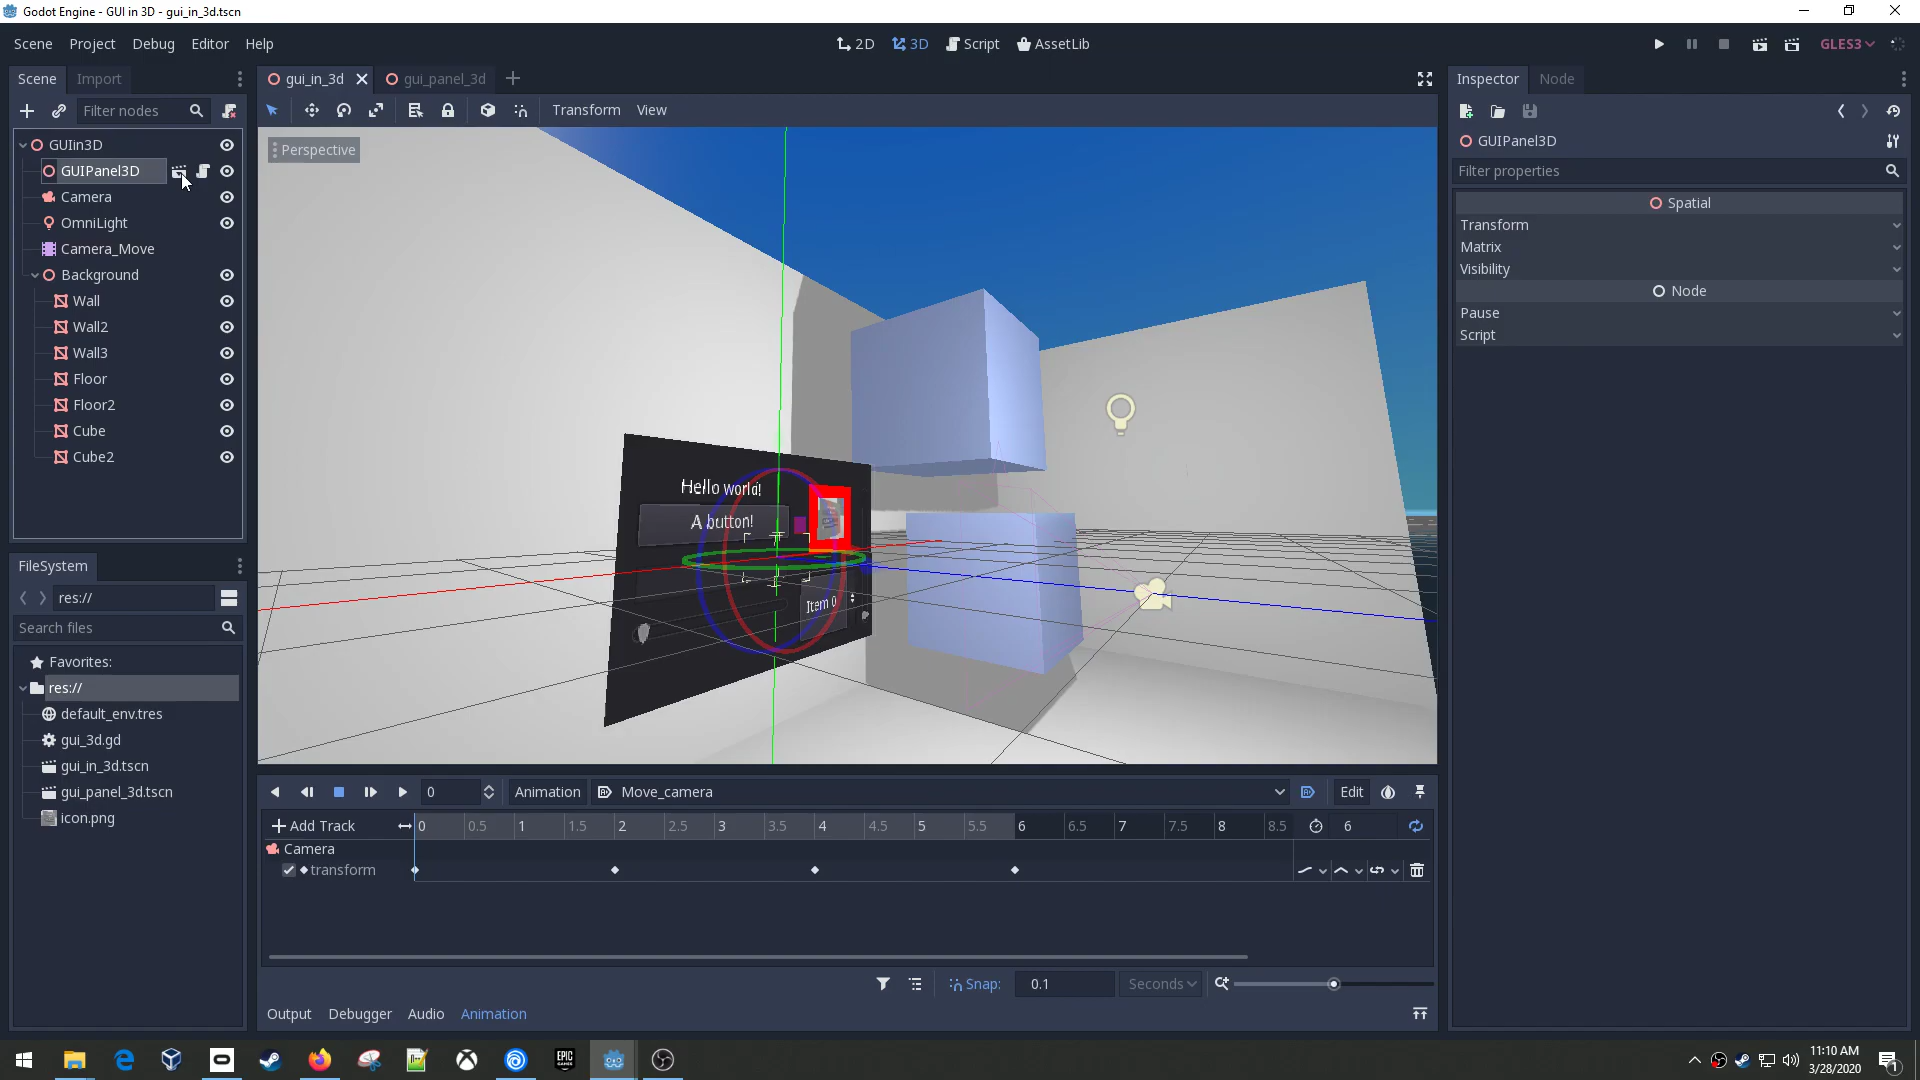 Godot Engine - GUI in 3D - gui_in_3d.tscn
Scene Project Debug Editor Help
2D 3D Script AssetLib
GLES3
Scene Import
gui_in_3d gui_panel_3d
Inspector Node
Filter nodes
Transform View
GUIin3D
GUIPanel3D
Camera
OmniLight
Camera_Move
Background
Wall
Wall2
Wall3
Floor
Floor2
Cube
Cube2
Perspective
Hello world!
A button!
Item 0
GUIPanel3D
Filter properties
Spatial
Transform
Matrix
Visibility
Node
Pause
Script
FileSystem
res://
Search files
Favorites:
res://
default_env.tres
gui_3d.gd
gui_in_3d.tscn
gui_panel_3d.tscn
icon.png
0 Animation Move_camera Edit
Add Track 0 0.5 1 1.5 2 2.5 3 3.5 4 4.5 5 5.5 6 6.5 7 7.5 8 8.5 6
Camera
transform
Snap: 0.1 Seconds
Output Debugger Audio Animation
EPIC
GAMES
11:10 AM
3/28/2020
1